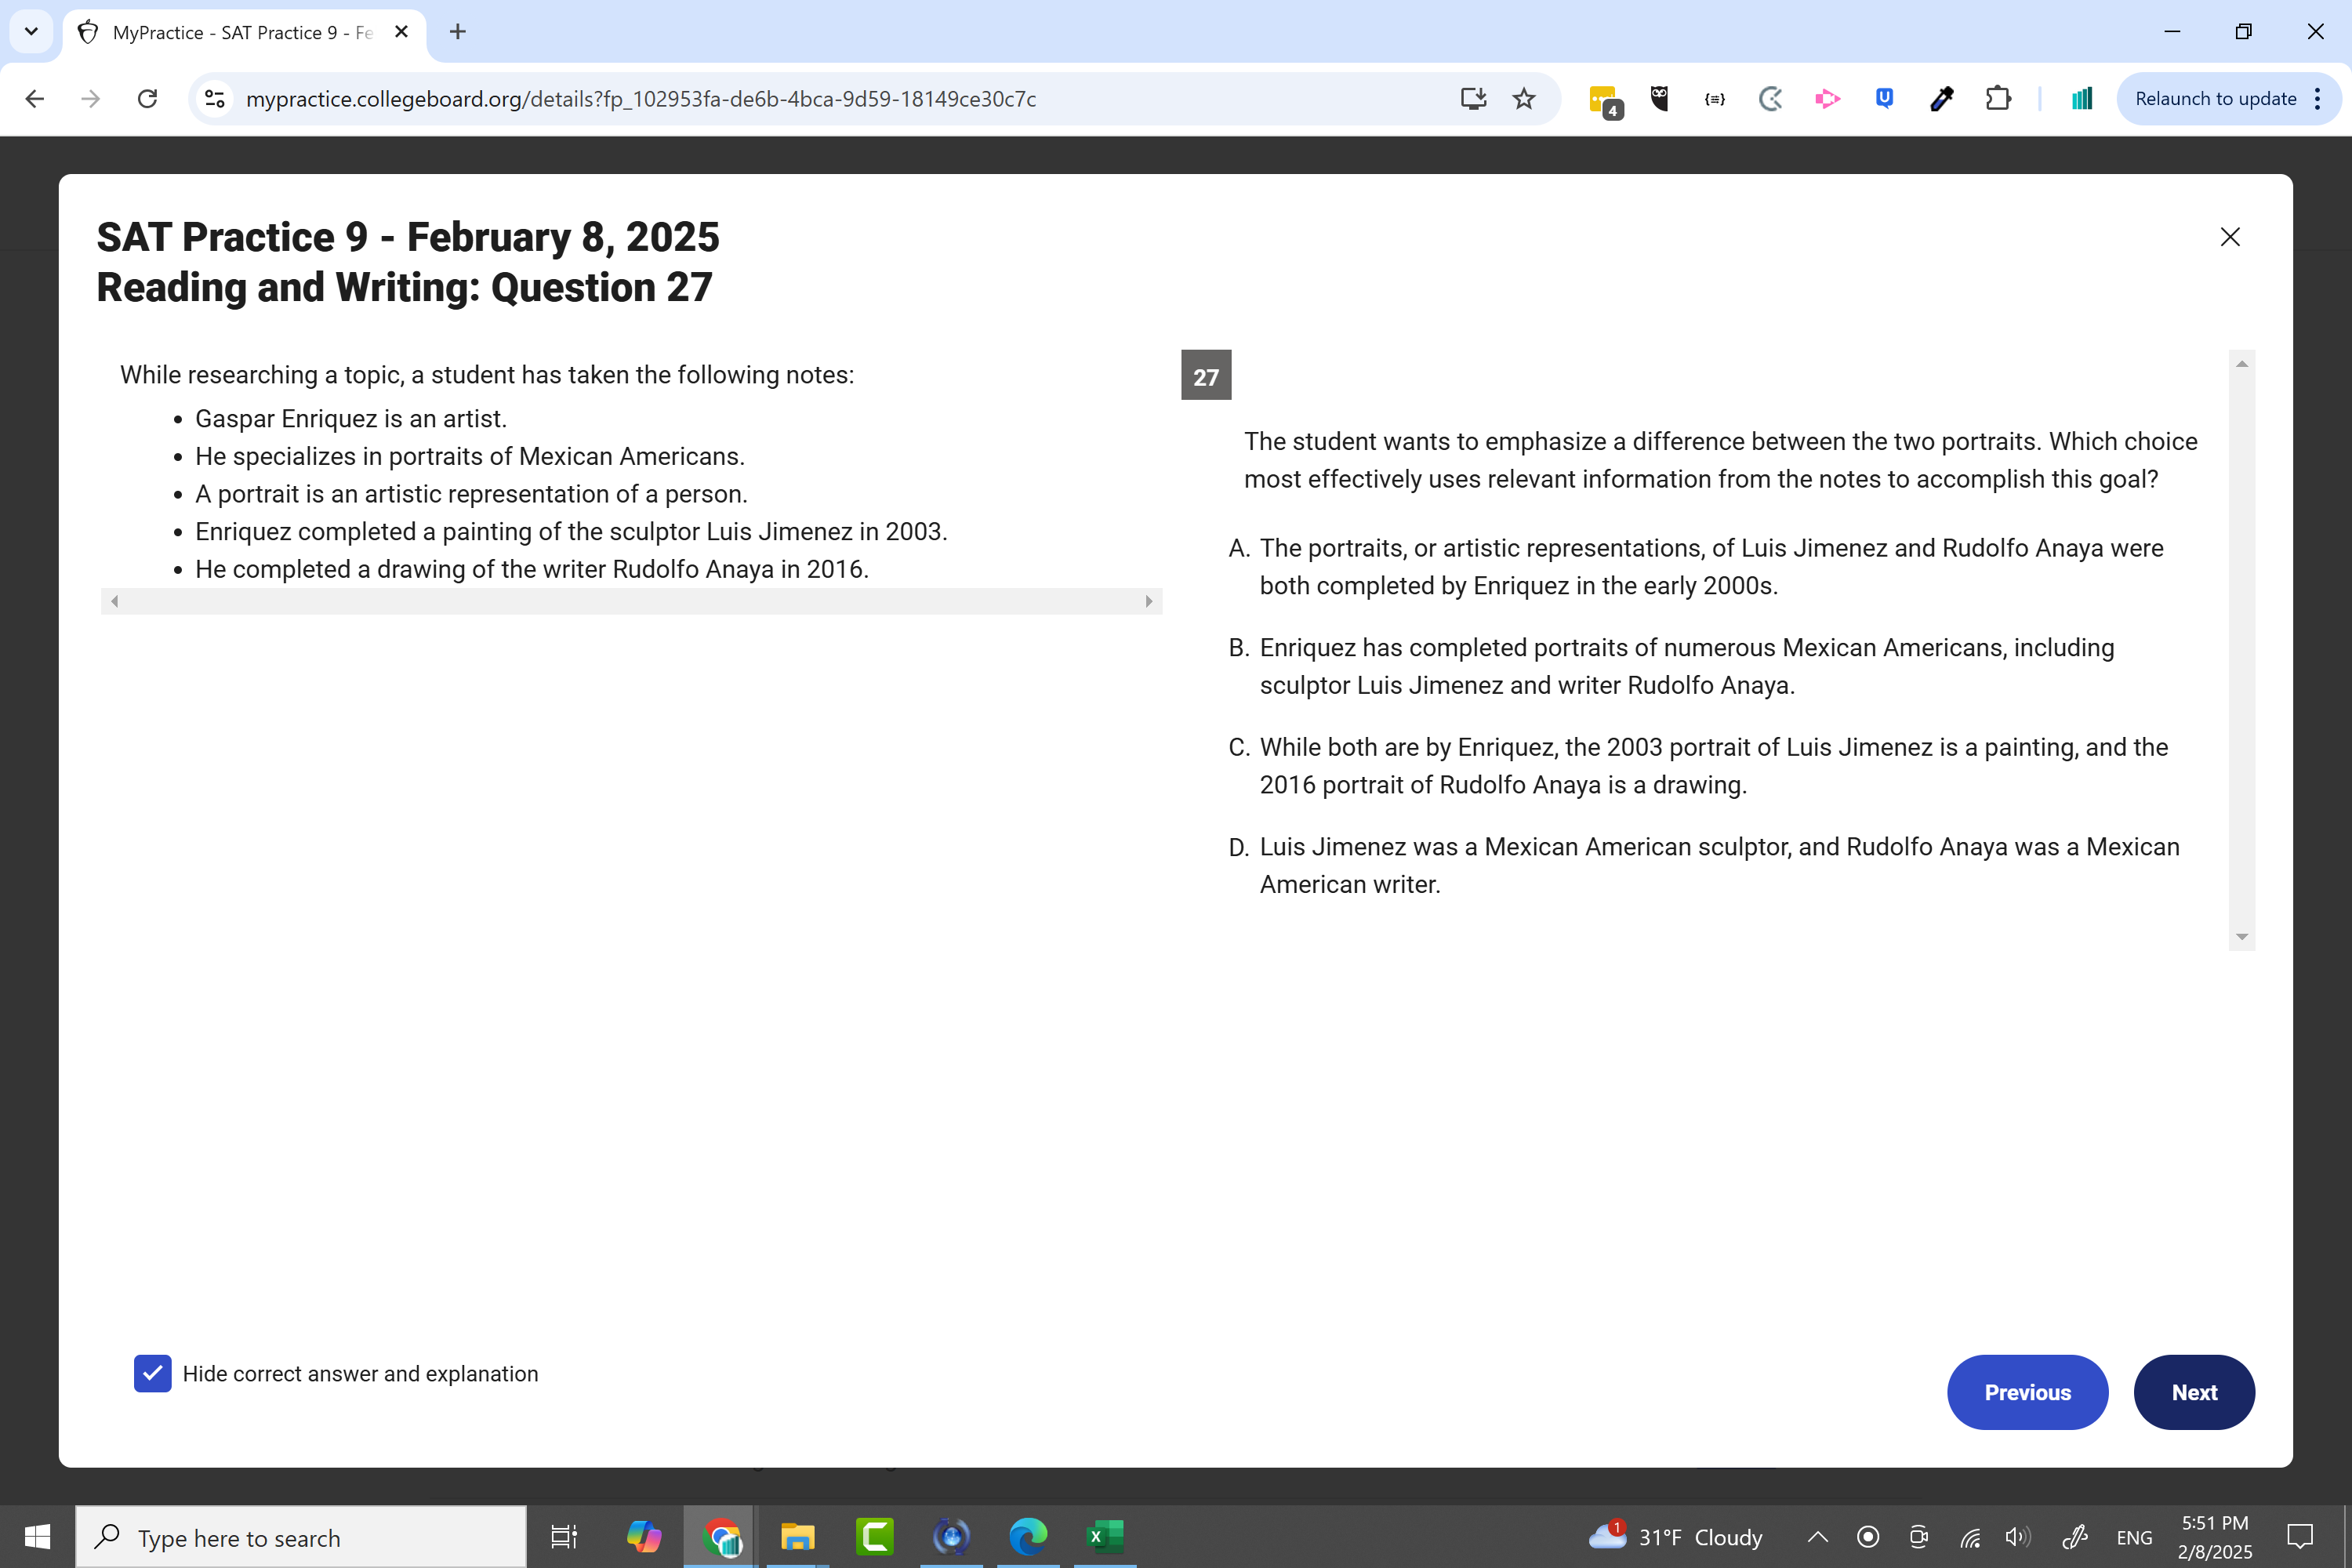 MyPractice - SAT Practice 9 - Fe
mypractice.collegeboard.org/details?fp_102953fa-de6b-4bca-9d59-18149ce30c7c
4
Relaunch to update
SAT Practice 9 - February 8, 2025
Reading and Writing: Question 27
While researching a topic, a student has taken the following notes:
• Gaspar Enriquez is an artist.
• He specializes in portraits of Mexican Americans.
• A portrait is an artistic representation of a person.
• Enriquez completed a painting of the sculptor Luis Jimenez in 2003.
• He completed a drawing of the writer Rudolfo Anaya in 2016.
27
The student wants to emphasize a difference between the two portraits. Which choice
most effectively uses relevant information from the notes to accomplish this goal?
A. The portraits, or artistic representations, of Luis Jimenez and Rudolfo Anaya were
both completed by Enriquez in the early 2000s.
B. Enriquez has completed portraits of numerous Mexican Americans, including
sculptor Luis Jimenez and writer Rudolfo Anaya.
C. While both are by Enriquez, the 2003 portrait of Luis Jimenez is a painting, and the
2016 portrait of Rudolfo Anaya is a drawing.
D. Luis Jimenez was a Mexican American sculptor, and Rudolfo Anaya was a Mexican
American writer.
Hide correct answer and explanation
Previous
Next
Type here to search
1
31°F Cloudy
ENG
5:51 PM
2/8/2025